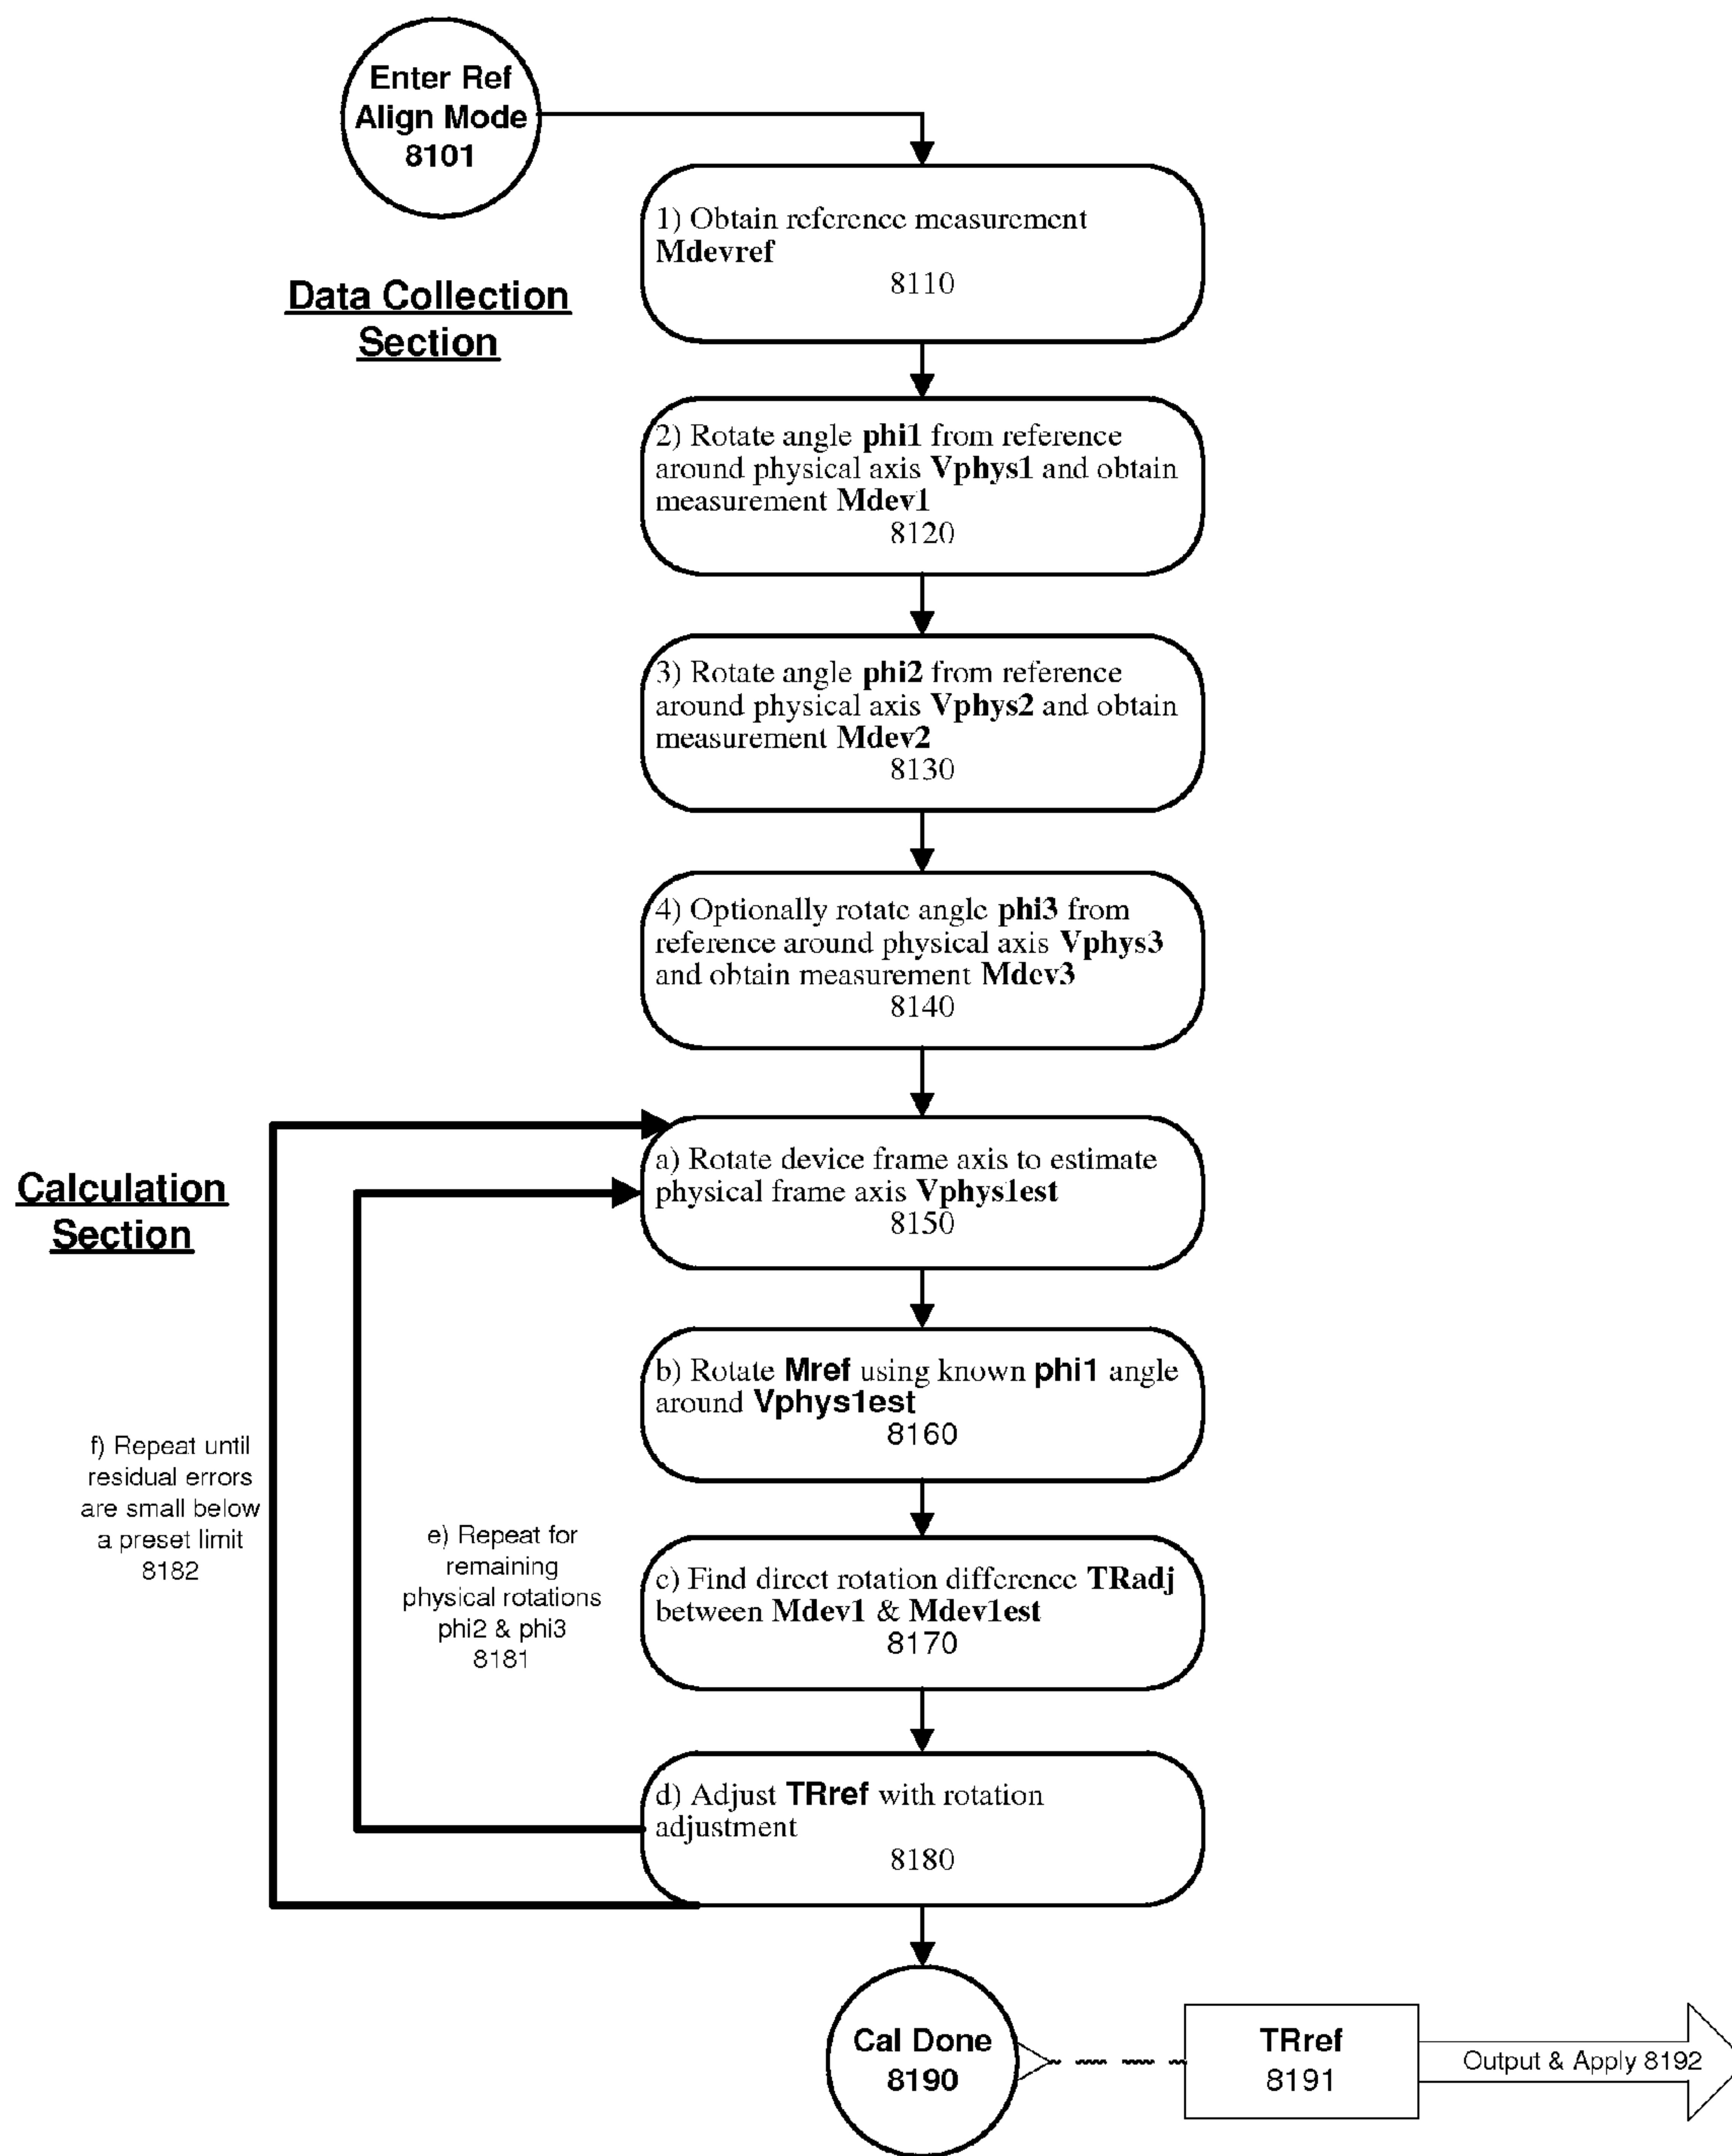 Enter Ref
Align Mode
8101
1) Obtain reference measurement
Mdevref
8110
Data Collection
Section
2) Rotate angle phi1 from reference
around physical axis Vphys1 and obtain
measurement Mdev1
8120
3) Rotate angle phi2 from reference
around physical axis Vphys2 and obtain
measurement Mdev2
8130
4) Optionally rotate angle phi3 from
reference around physical axis Vphys3
and obtain measurement Mdev3
8140
Calculation
Section
a) Rotate device frame axis to estimate
physical frame axis Vphys1est
8150
b) Rotate Mref using known phi1 angle
around Vphys1est
8160
f) Repeat until
residual errors
are small below
a preset limit
8182
e) Repeat for
remaining
physical rotations
phi2 & phi3
8181
c) Find direct rotation difference TRadj
between Mdev1 & Mdev1est
8170
d) Adjust TRref with rotation
adjustment
8180
Cal Done
8190
TRref
8191
Output & Apply 8192